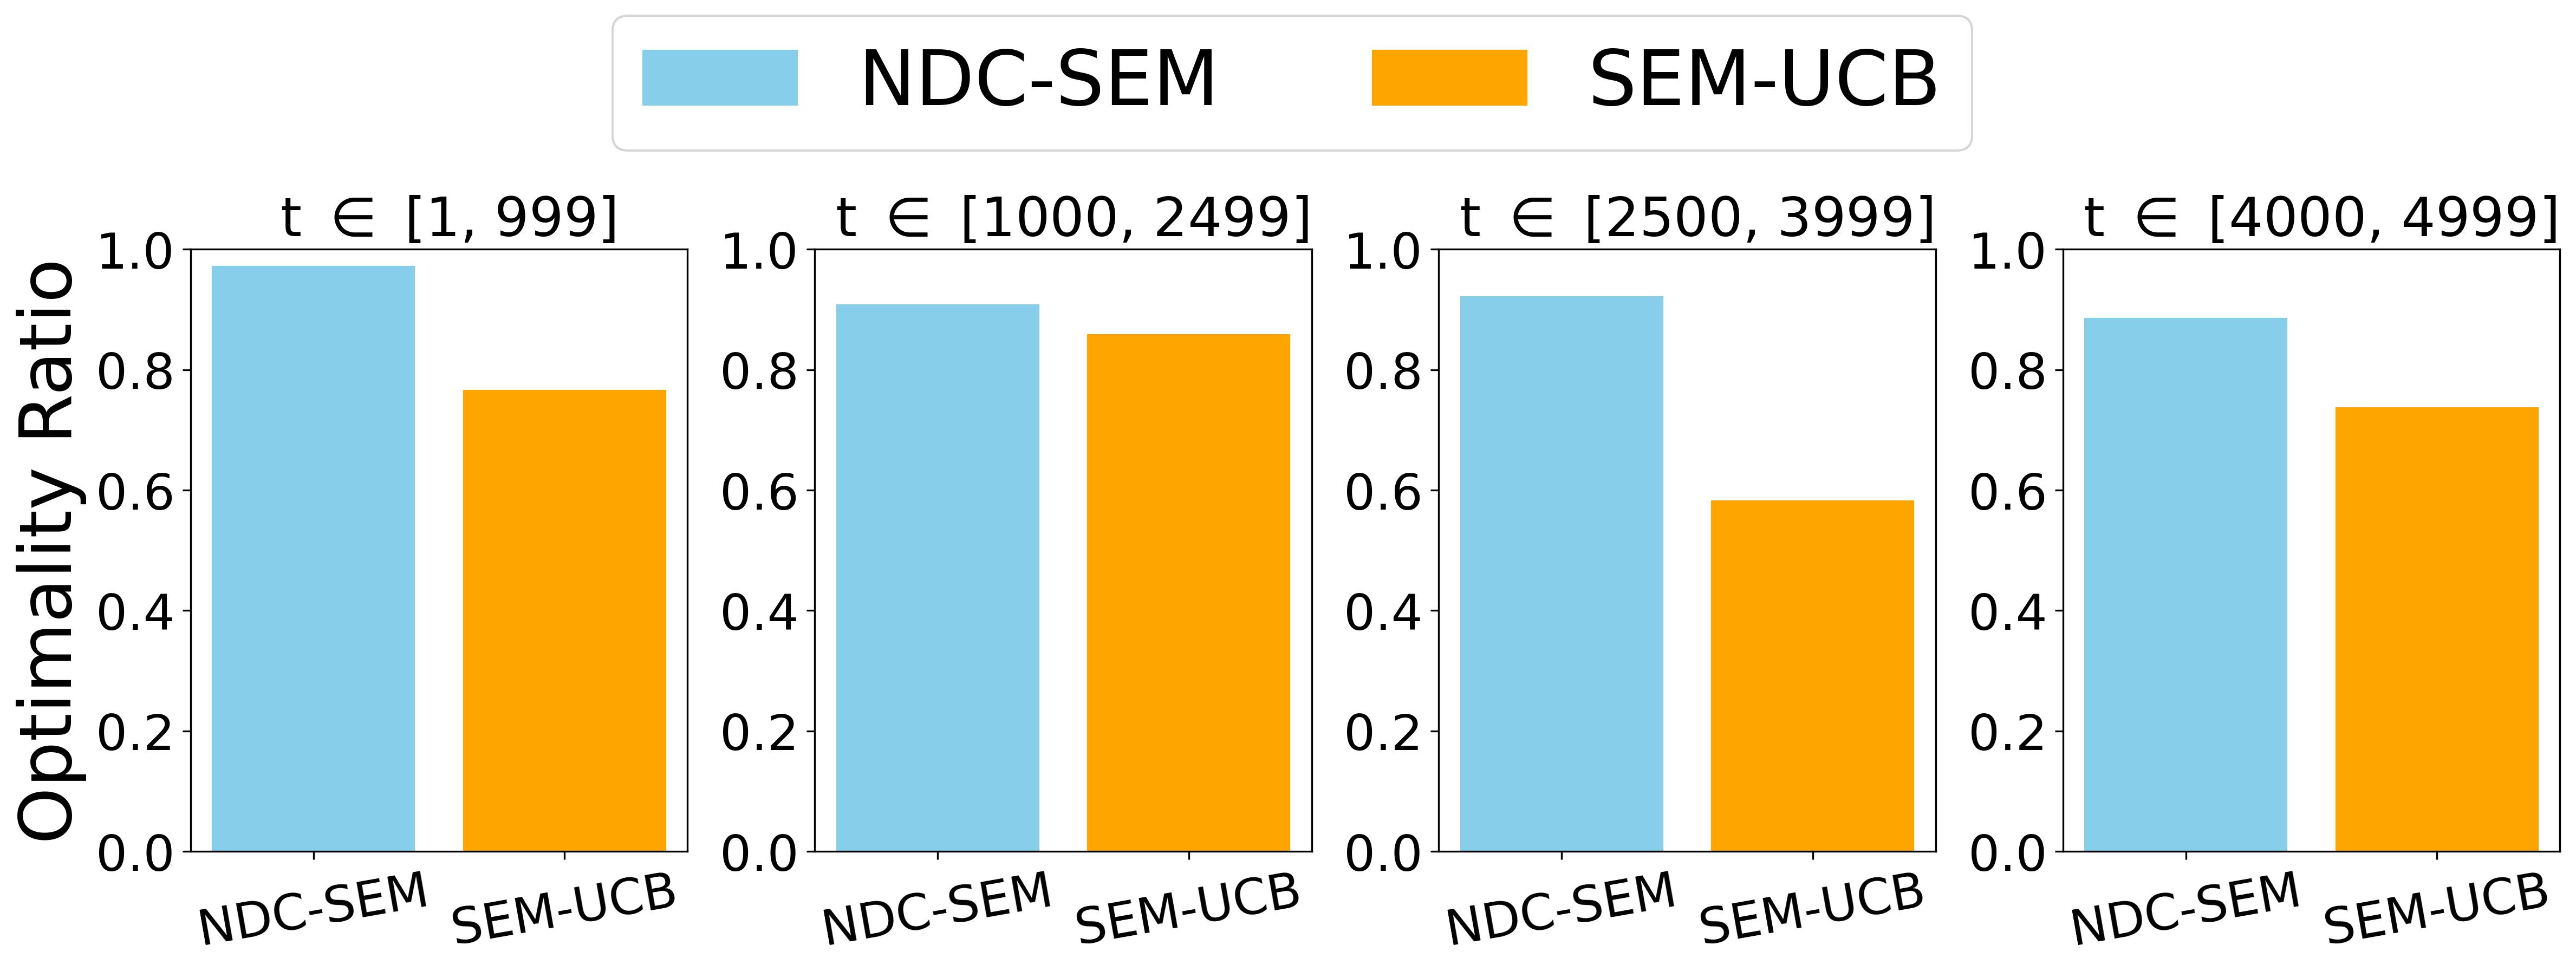 NDC-SEM SEM-UCB
t ∈ [1, 999]
t ∈ [1000, 2499]
t ∈ [2500, 3999]
t ∈ [4000, 4999]
Optimality Ratio
1.0
0.8
0.6
0.4
0.2
0.0
NDC-SEM SEM-UCB
1.0
0.8
0.6
0.4
0.2
0.0
NDC-SEM SEM-UCB
1.0
0.8
0.6
0.4
0.2
0.0
NDC-SEM SEM-UCB
1.0
0.8
0.6
0.4
0.2
0.0
NDC-SEM SEM-UCB